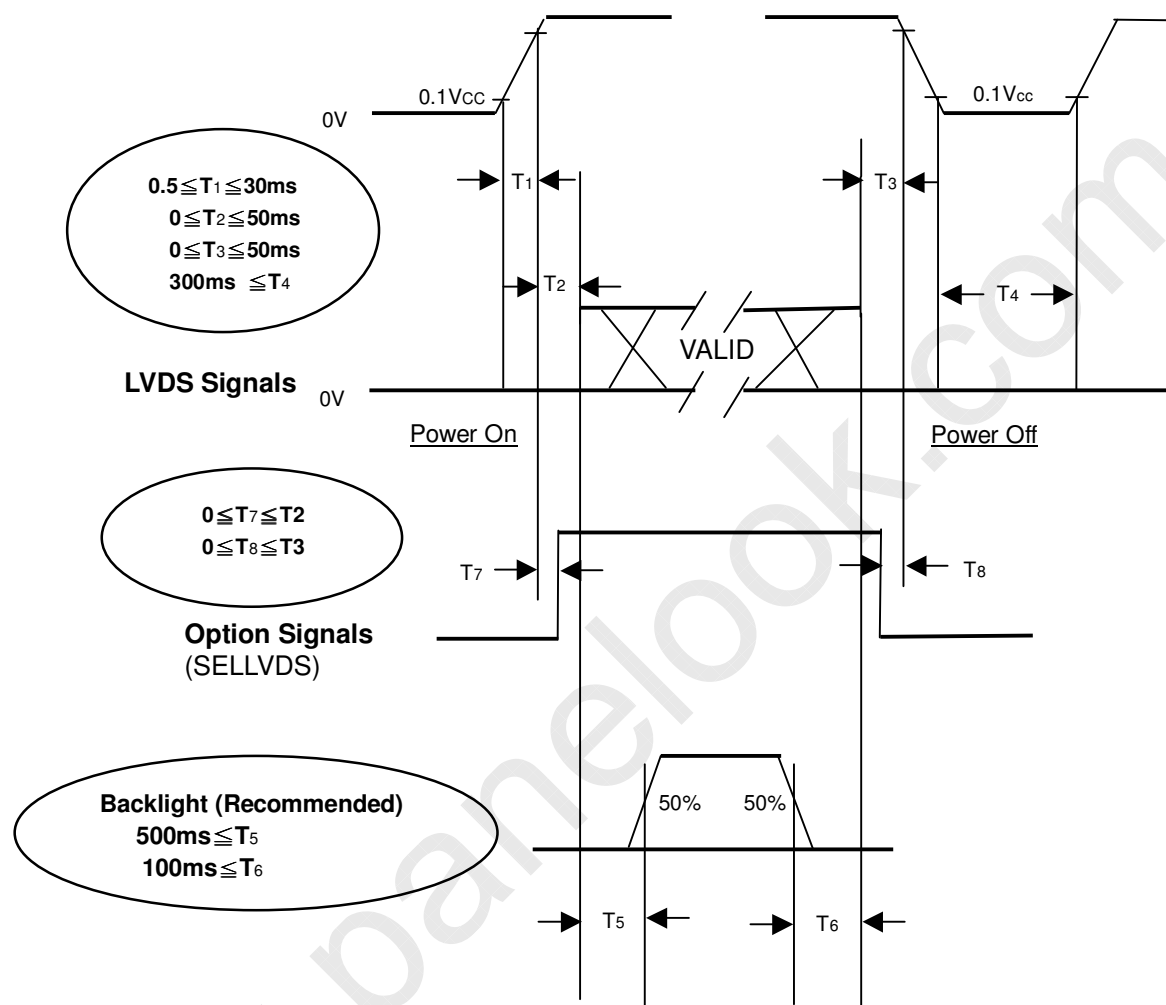 0.1VCC
0.1Vcc
0V
0.5≦T1≦30ms
0≦T2≦50ms
0≦T3≦50ms
300ms ≦T4
T1
T3
T2
T4
VALID
LVDS Signals
0V
Power On
Power Off
0≦T7≦T2
0≦T8≦T3
T7
T8
Option Signals
(SELLVDS)
Backlight (Recommended)
500ms≦T5
100ms≦T6
50%
50%
T5
T6
panelook.com